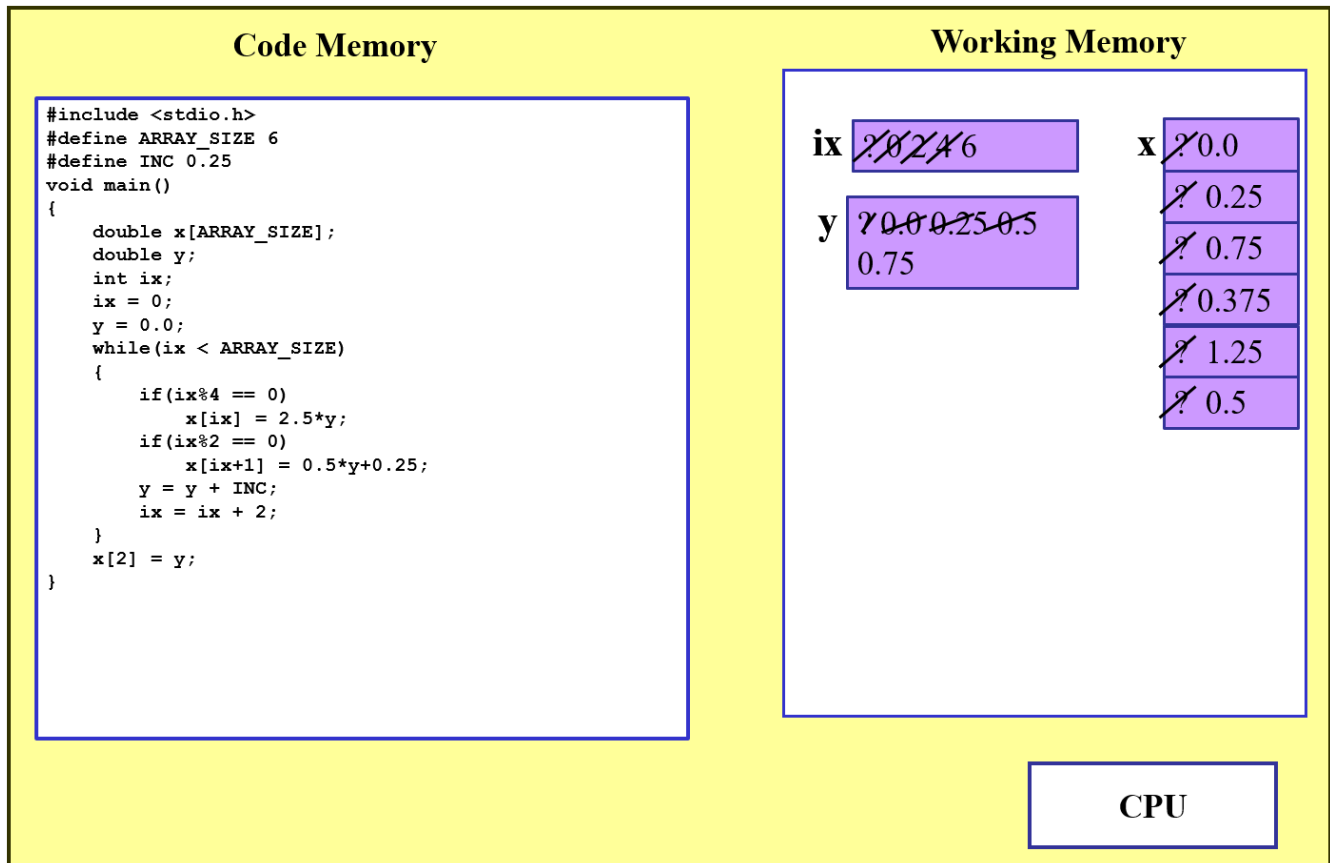 Code Memory
#include <stdio.h>
#define ARRAY_SIZE 6
#define INC 0.25
void main()
{
    double x[ARRAY_SIZE];
    double y;
    int ix;
    ix = 0;
    y = 0.0;
    while(ix < ARRAY_SIZE)
    {
        if(ix%4 == 0)
            x[ix] = 2.5*y;
        if(ix%2 == 0)
            x[ix+1] = 0.5*y+0.25;
        y = y + INC;
        ix = ix + 2;
    }
    x[2] = y;
}
Working Memory
ix ? 0 2 4 6
y ? 0.0 0.25 0.5
0.75
x ? 0.0
? 0.25
? 0.75
? 0.375
? 1.25
? 0.5
CPU